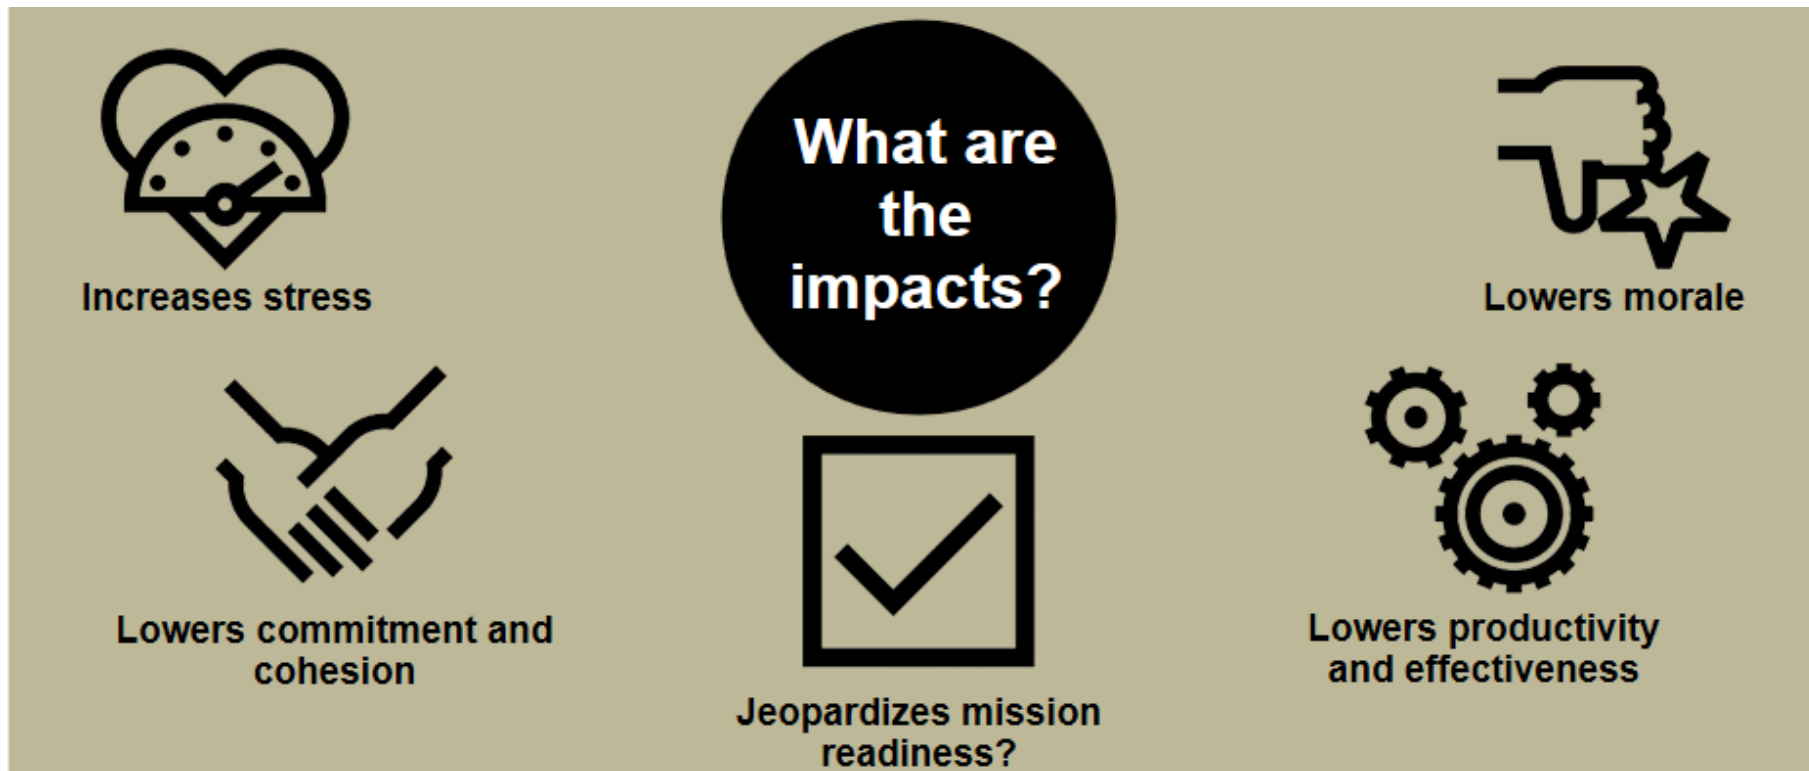 What are
the
impacts?
Increases stress
Lowers morale
Lowers commitment and
cohesion
Lowers productivity
and effectiveness
Jeopardizes mission
readiness?